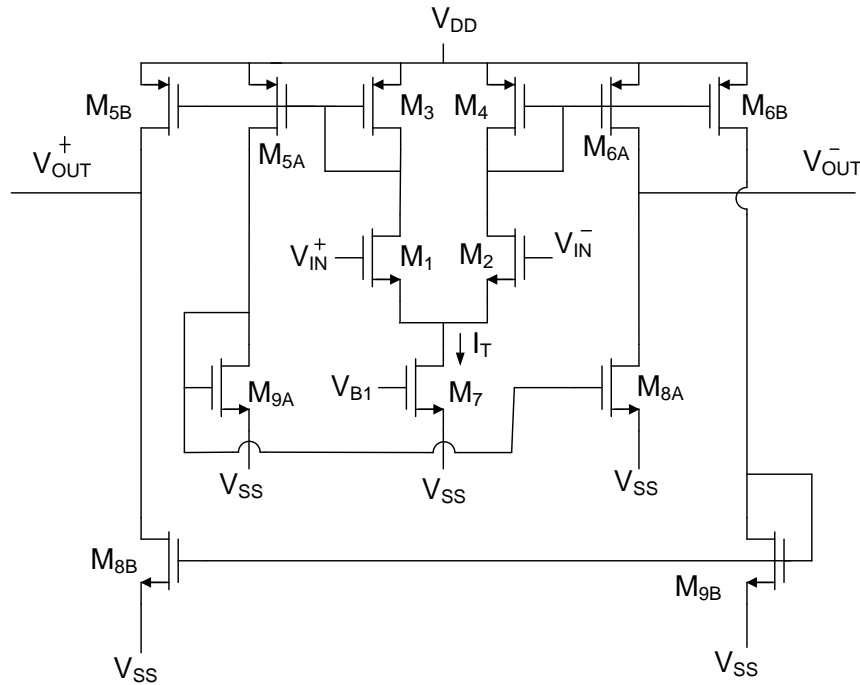 V_DD
M_5B
M_5A
M_3
M_4
M_6A
M_6B
V_OUT^+
V_OUT^−
V_IN^+
M_1
M_2
V_IN^−
I_T
M_9A
V_B1
M_7
M_8A
V_SS
V_SS
V_SS
M_8B
M_9B
V_SS
V_SS